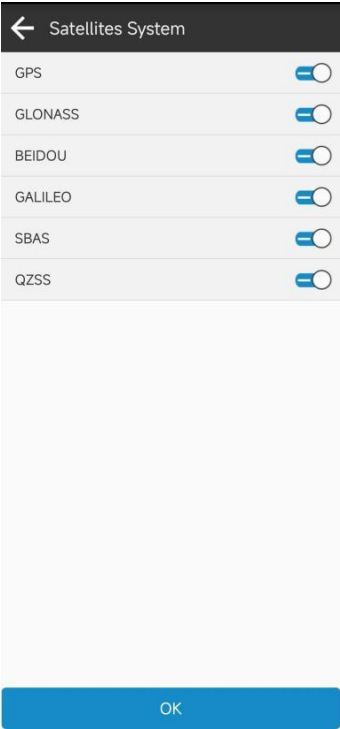 Satellites System
GPS
GLONASS
BEIDOU
GALILEO
SBAS
QZSS
OK